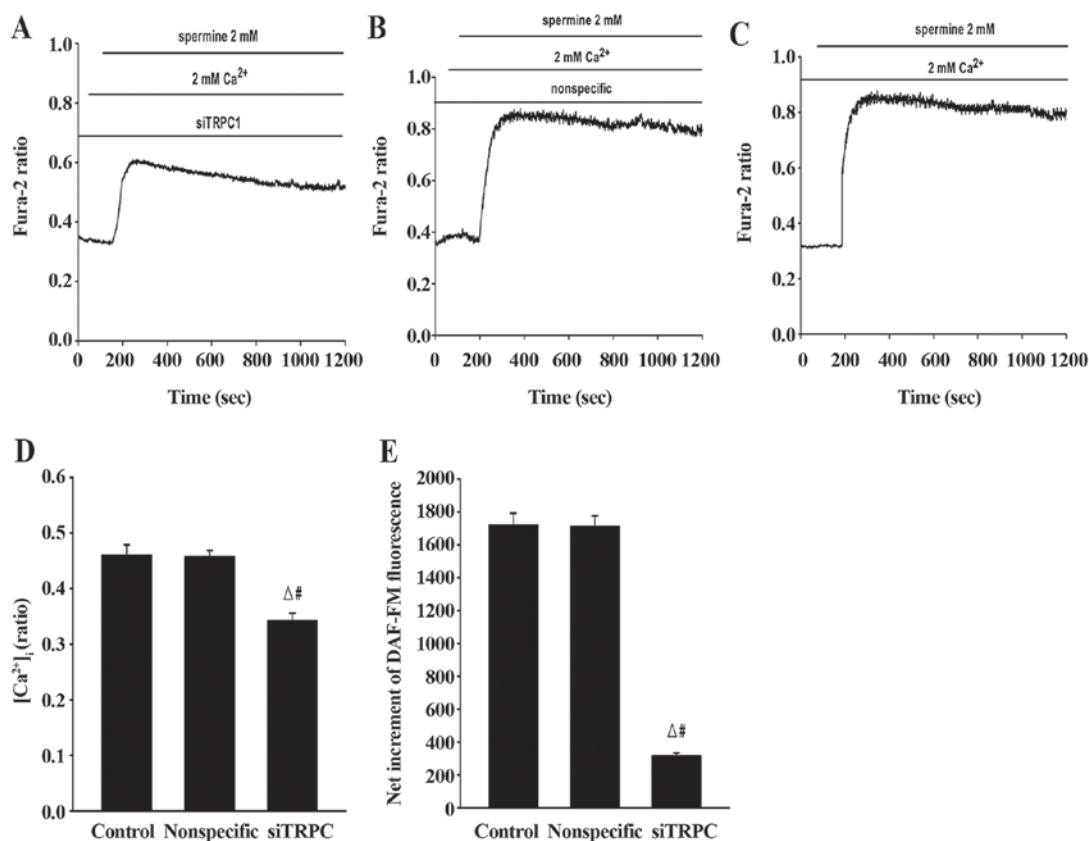 A
spermine 2 mM
2 mM Ca²⁺
siTRPC1
Fura-2 ratio
1.0
0.8
0.6
0.4
0.2
0.0
0 200 400 600 800 1000 1200
Time (sec)
B
spermine 2 mM
2 mM Ca²⁺
nonspecific
Fura-2 ratio
1.0
0.8
0.6
0.4
0.2
0.0
0 200 400 600 800 1000 1200
Time (sec)
C
spermine 2 mM
2 mM Ca²⁺
Fura-2 ratio
1.0
0.8
0.6
0.4
0.2
0.0
0 200 400 600 800 1000 1200
Time (sec)
D
[Ca²⁺]i (ratio)
0.6
0.5
0.4
0.3
0.2
0.1
0.0
Δ#
Control Nonspecific siTRPC
E
Net increment of DAF-FM fluorescence
2000
1800
1600
1400
1200
1000
800
600
400
200
0
Δ#
Control Nonspecific siTRPC